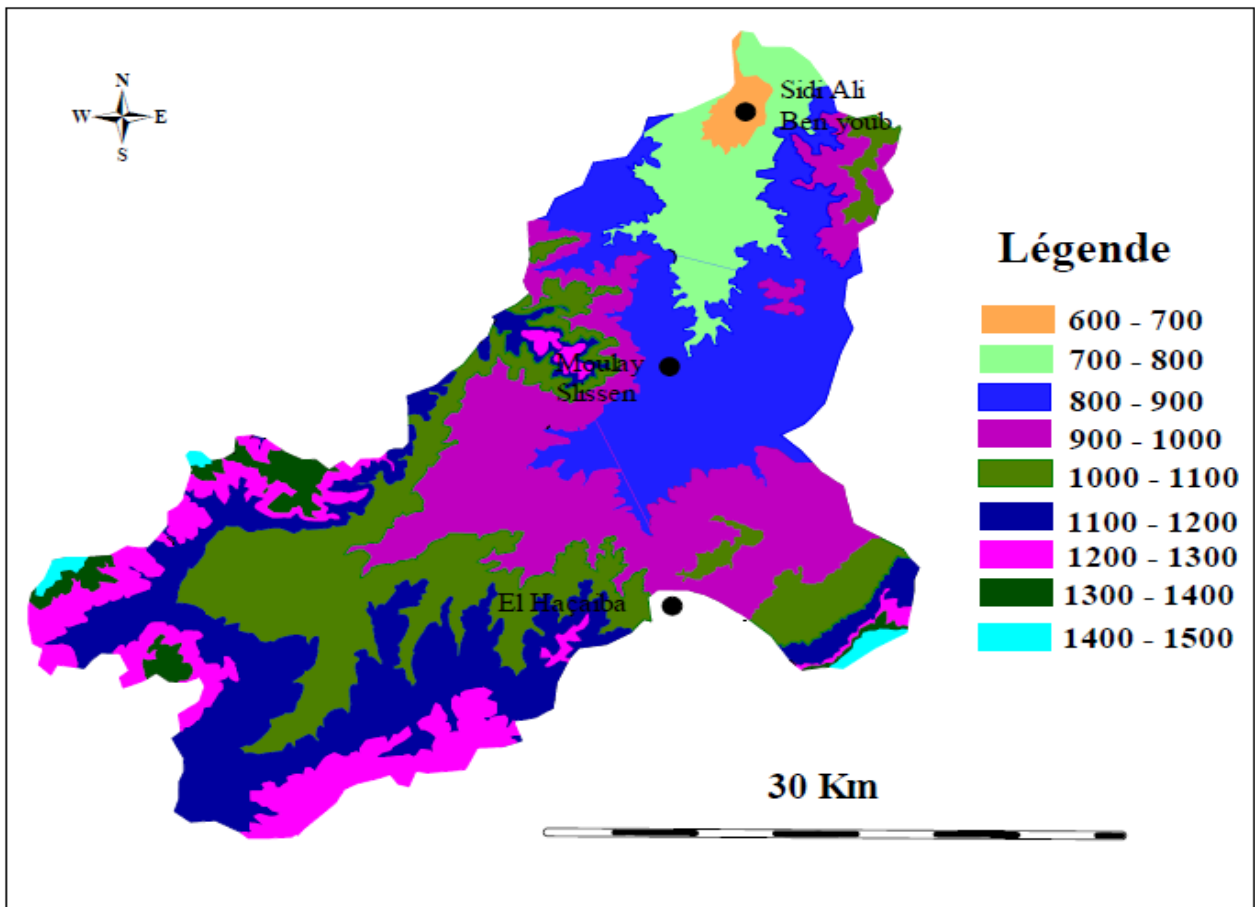 N
W E
S
Sidi Ali
Ben youb
Moulay
Slissen
El Haçaiba
Légende
600 - 700
700 - 800
800 - 900
900 - 1000
1000 - 1100
1100 - 1200
1200 - 1300
1300 - 1400
1400 - 1500
30 Km